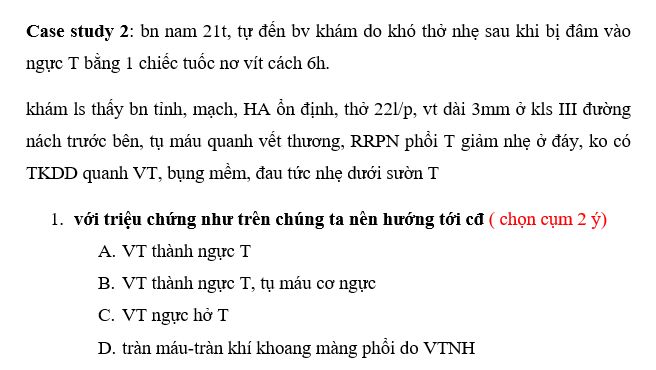 Case study 2: bn nam 21t, tự đến bv khám do khó thở nhẹ sau khi bị đâm vào
ngực T bằng 1 chiếc tuốc nơ vít cách 6h.
khám ls thấy bn tỉnh, mạch, HA ổn định, thở 22l/p, vt dài 3mm ở kls III đường
nách trước bên, tụ máu quanh vết thương, RRPN phổi T giảm nhẹ ở đáy, ko có
TKDD quanh VT, bụng mềm, đau tức nhẹ dưới sườn T
1. với triệu chứng như trên chúng ta nên hướng tới cđ ( chọn cụm 2 ý)
A. VT thành ngực T
B. VT thành ngực T, tụ máu cơ ngực
C. VT ngực hở T
D. tràn máu-tràn khí khoang màng phổi do VTNH